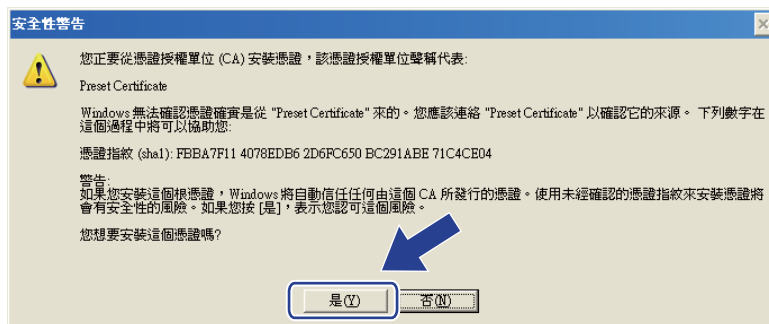 安全性警告
您正要從憑證授權單位 (CA) 安裝憑證，該憑證授權單位聲稱代表:
Preset Certificate
Windows 無法確認憑證確實是從 "Preset Certificate" 來的。您應該連絡 "Preset Certificate" 以確認它的來源。 下列數字在
這個過程中將可以協助您:
憑證指紋 (sha1): FBBA7F11 4078EDB6 2D6FC650 BC291ABE 71C4CE04
警告:
如果您安裝這個根憑證，Windows 將自動信任任何由這個 CA 所發行的憑證。使用未經確認的憑證指紋來安裝憑證將
會有安全性的風險。如果您按 [是]，表示您認可這個風險。
您想要安裝這個憑證嗎?
是(Y) 否(N)